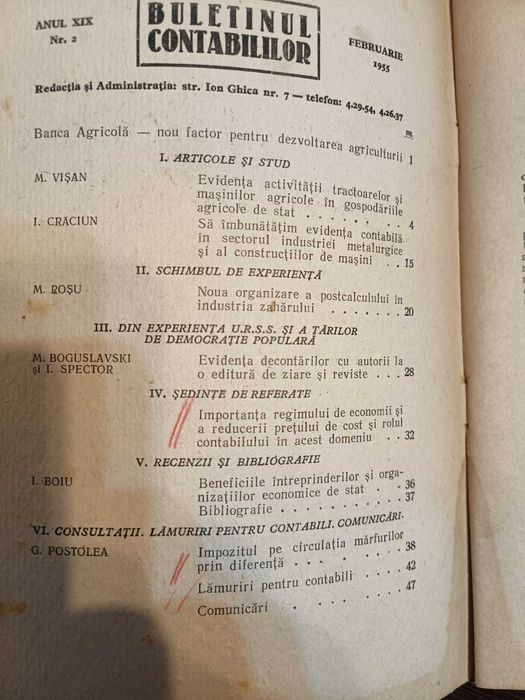 ANUL XIX
Nr. 2
BULETINUL
CONTABILILOR
FEBRUARIE
1955
Redacția și Administrația: str. Ion Ghica nr. 7 — telefon: 4.29.54, 4.26.37
Banca Agricolă — nou factor pentru dezvoltarea agriculturii 1
I. ARTICOLE ȘI STUD
M. VIȘAN Evidența activității tractoarelor și
mașinilor agricole în gospodăriile
agricole de stat . . . . . . . 4
I. CRĂCIUN Să îmbunătățim evidența contabilă
în sectorul industriei metalurgice
și al construcțiilor de mașini . . 15
II. SCHIMBUL DE EXPERIENȚĂ
M. ROȘU Noua organizare a postcalculului în
industria zahărului . . . . . . . 20
III. DIN EXPERIENȚA U.R.S.S. ȘI A ȚĂRILOR
DE DEMOCRAȚIE POPULARĂ
M. BOGUSLAVSKI Evidența decontărilor cu autorii la
și I. SPECTOR o editură de ziare și reviste . . 28
IV. ȘEDINȚE DE REFERATE
Importanța regimului de economii și
a reducerii prețului de cost și rolul
contabilului în acest domeniu . . 32
V. RECENZII ȘI BIBLIOGRAFIE
I. BOIU Beneficiile întreprinderilor și orga-
nizațiilor economice de stat . . . 36
Bibliografie . . . . . . . 37
VI. CONSULTAȚII. LĂMURIRI PENTRU CONTABILI. COMUNICĂRI.
G. POSTOLEA Impozitul pe circulația mărfurilor
prin diferență . . . . . . 38
Lămuriri pentru contabili . . . . 42
Comunicări . . . . . . 47